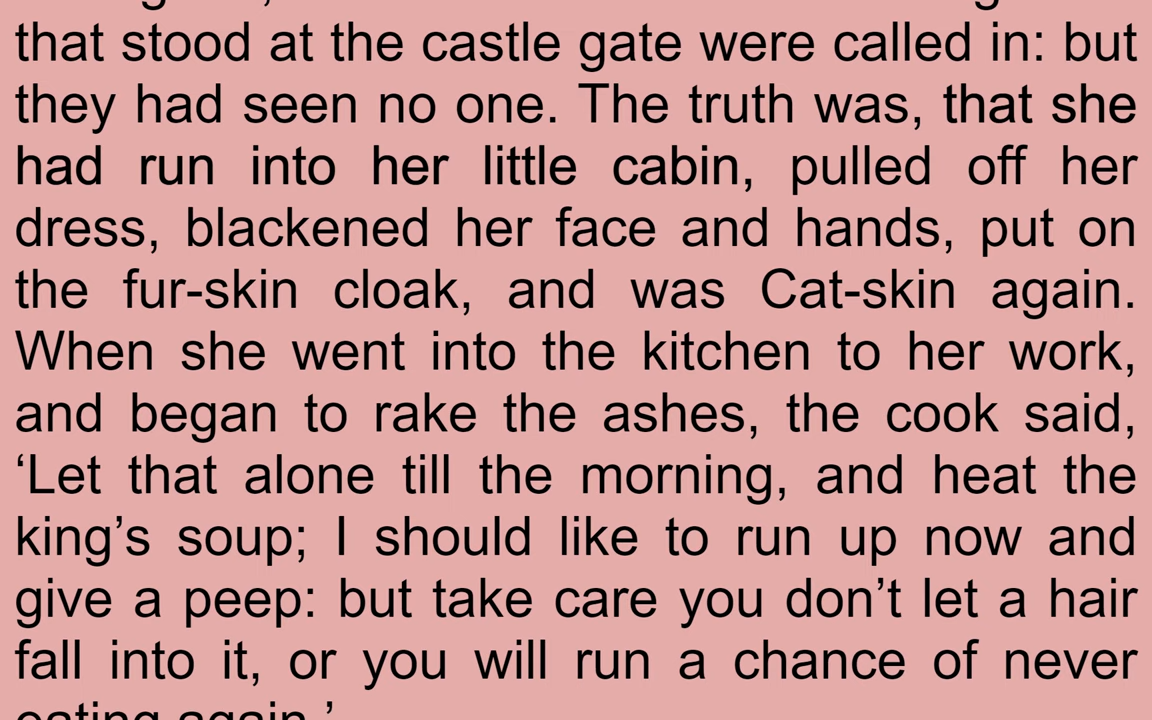 that stood at the castle gate were called in: but
they had seen no one. The truth was, that she
had run into her little cabin, pulled off her
dress, blackened her face and hands, put on
the fur-skin cloak, and was Cat-skin again.
When she went into the kitchen to her work,
and began to rake the ashes, the cook said,
‘Let that alone till the morning, and heat the
king’s soup; I should like to run up now and
give a peep: but take care you don’t let a hair
fall into it, or you will run a chance of never
eating again.’